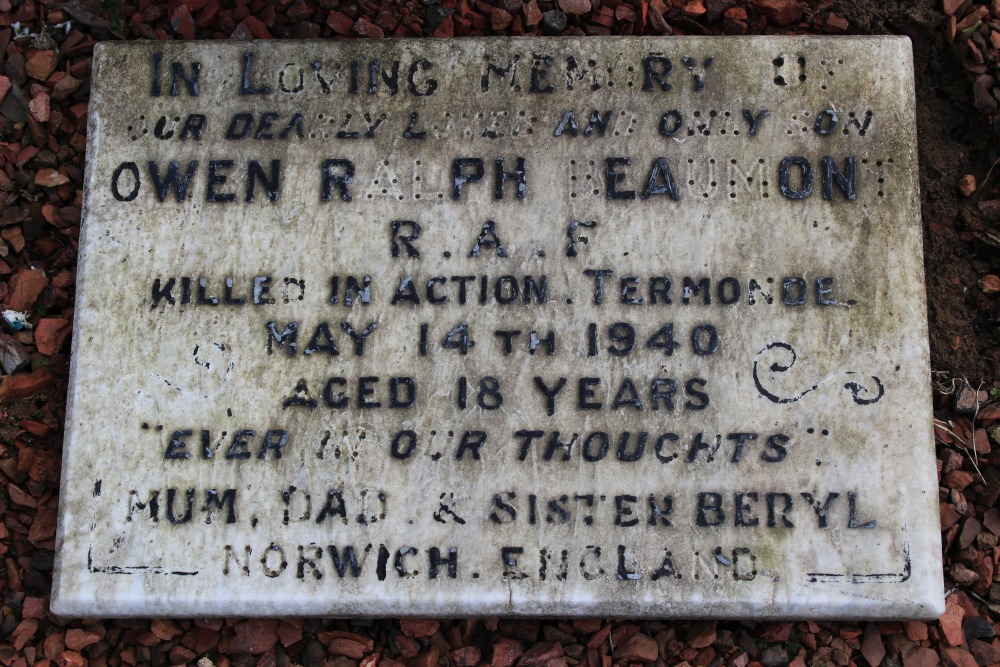 IN LOVING MEMORY OF
OUR DEARLY LOVED AND ONLY SON
OWEN RALPH BEAUMONT
R.A.F.
KILLED IN ACTION. TERMONDE.
MAY 14TH 1940
AGED 18 YEARS
"EVER IN OUR THOUGHTS"
MUM, DAD & SISTER BERYL
NORWICH. ENGLAND.